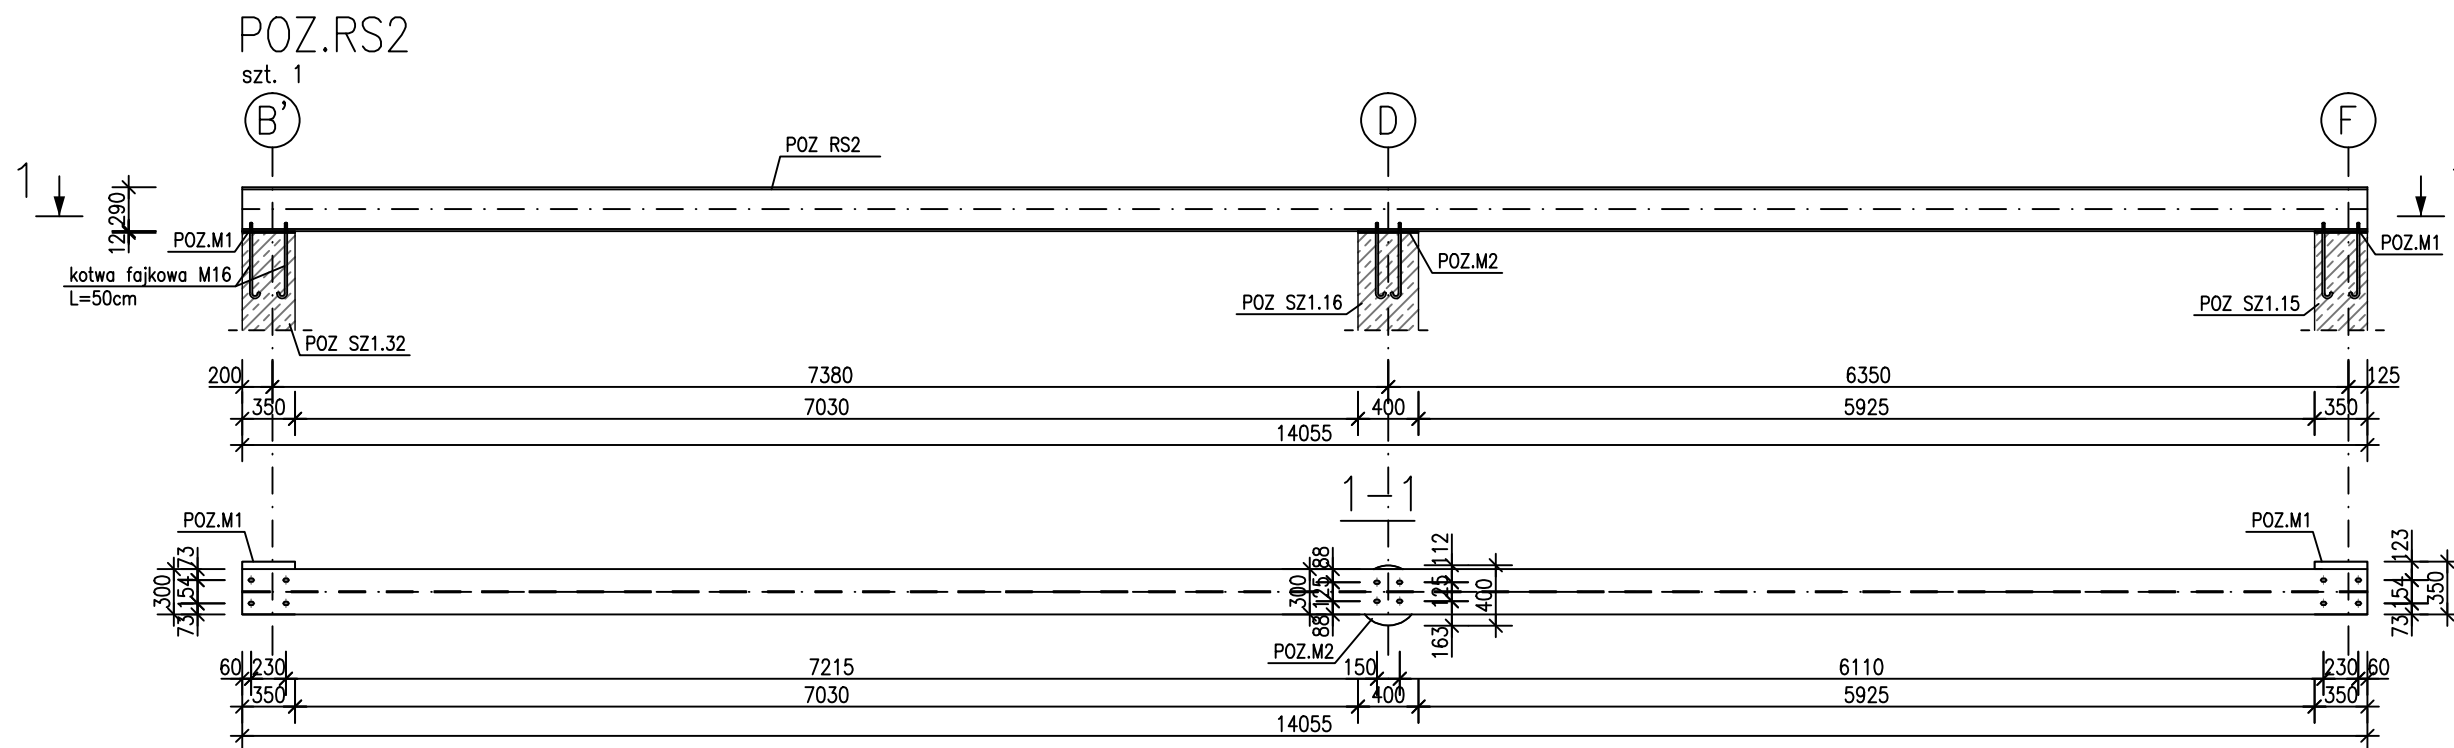 POZ.RS2
szt. 1
B' D F
POZ RS2
1
290
12
POZ.M1
kotwa fajkowa M16
L=50cm
POZ SZ1.32
POZ.M2
POZ SZ1.16
POZ.M1
POZ SZ1.15
200 7380 6350 125
350 7030 400 5925 350
14055
1-1
POZ.M1
POZ.M1
73
154
73
300
88
125
88
300
112
125
163
400
123
154
73
350
POZ.M2
60 230 7215 150 6110 230 60
350 7030 400 5925 350
14055